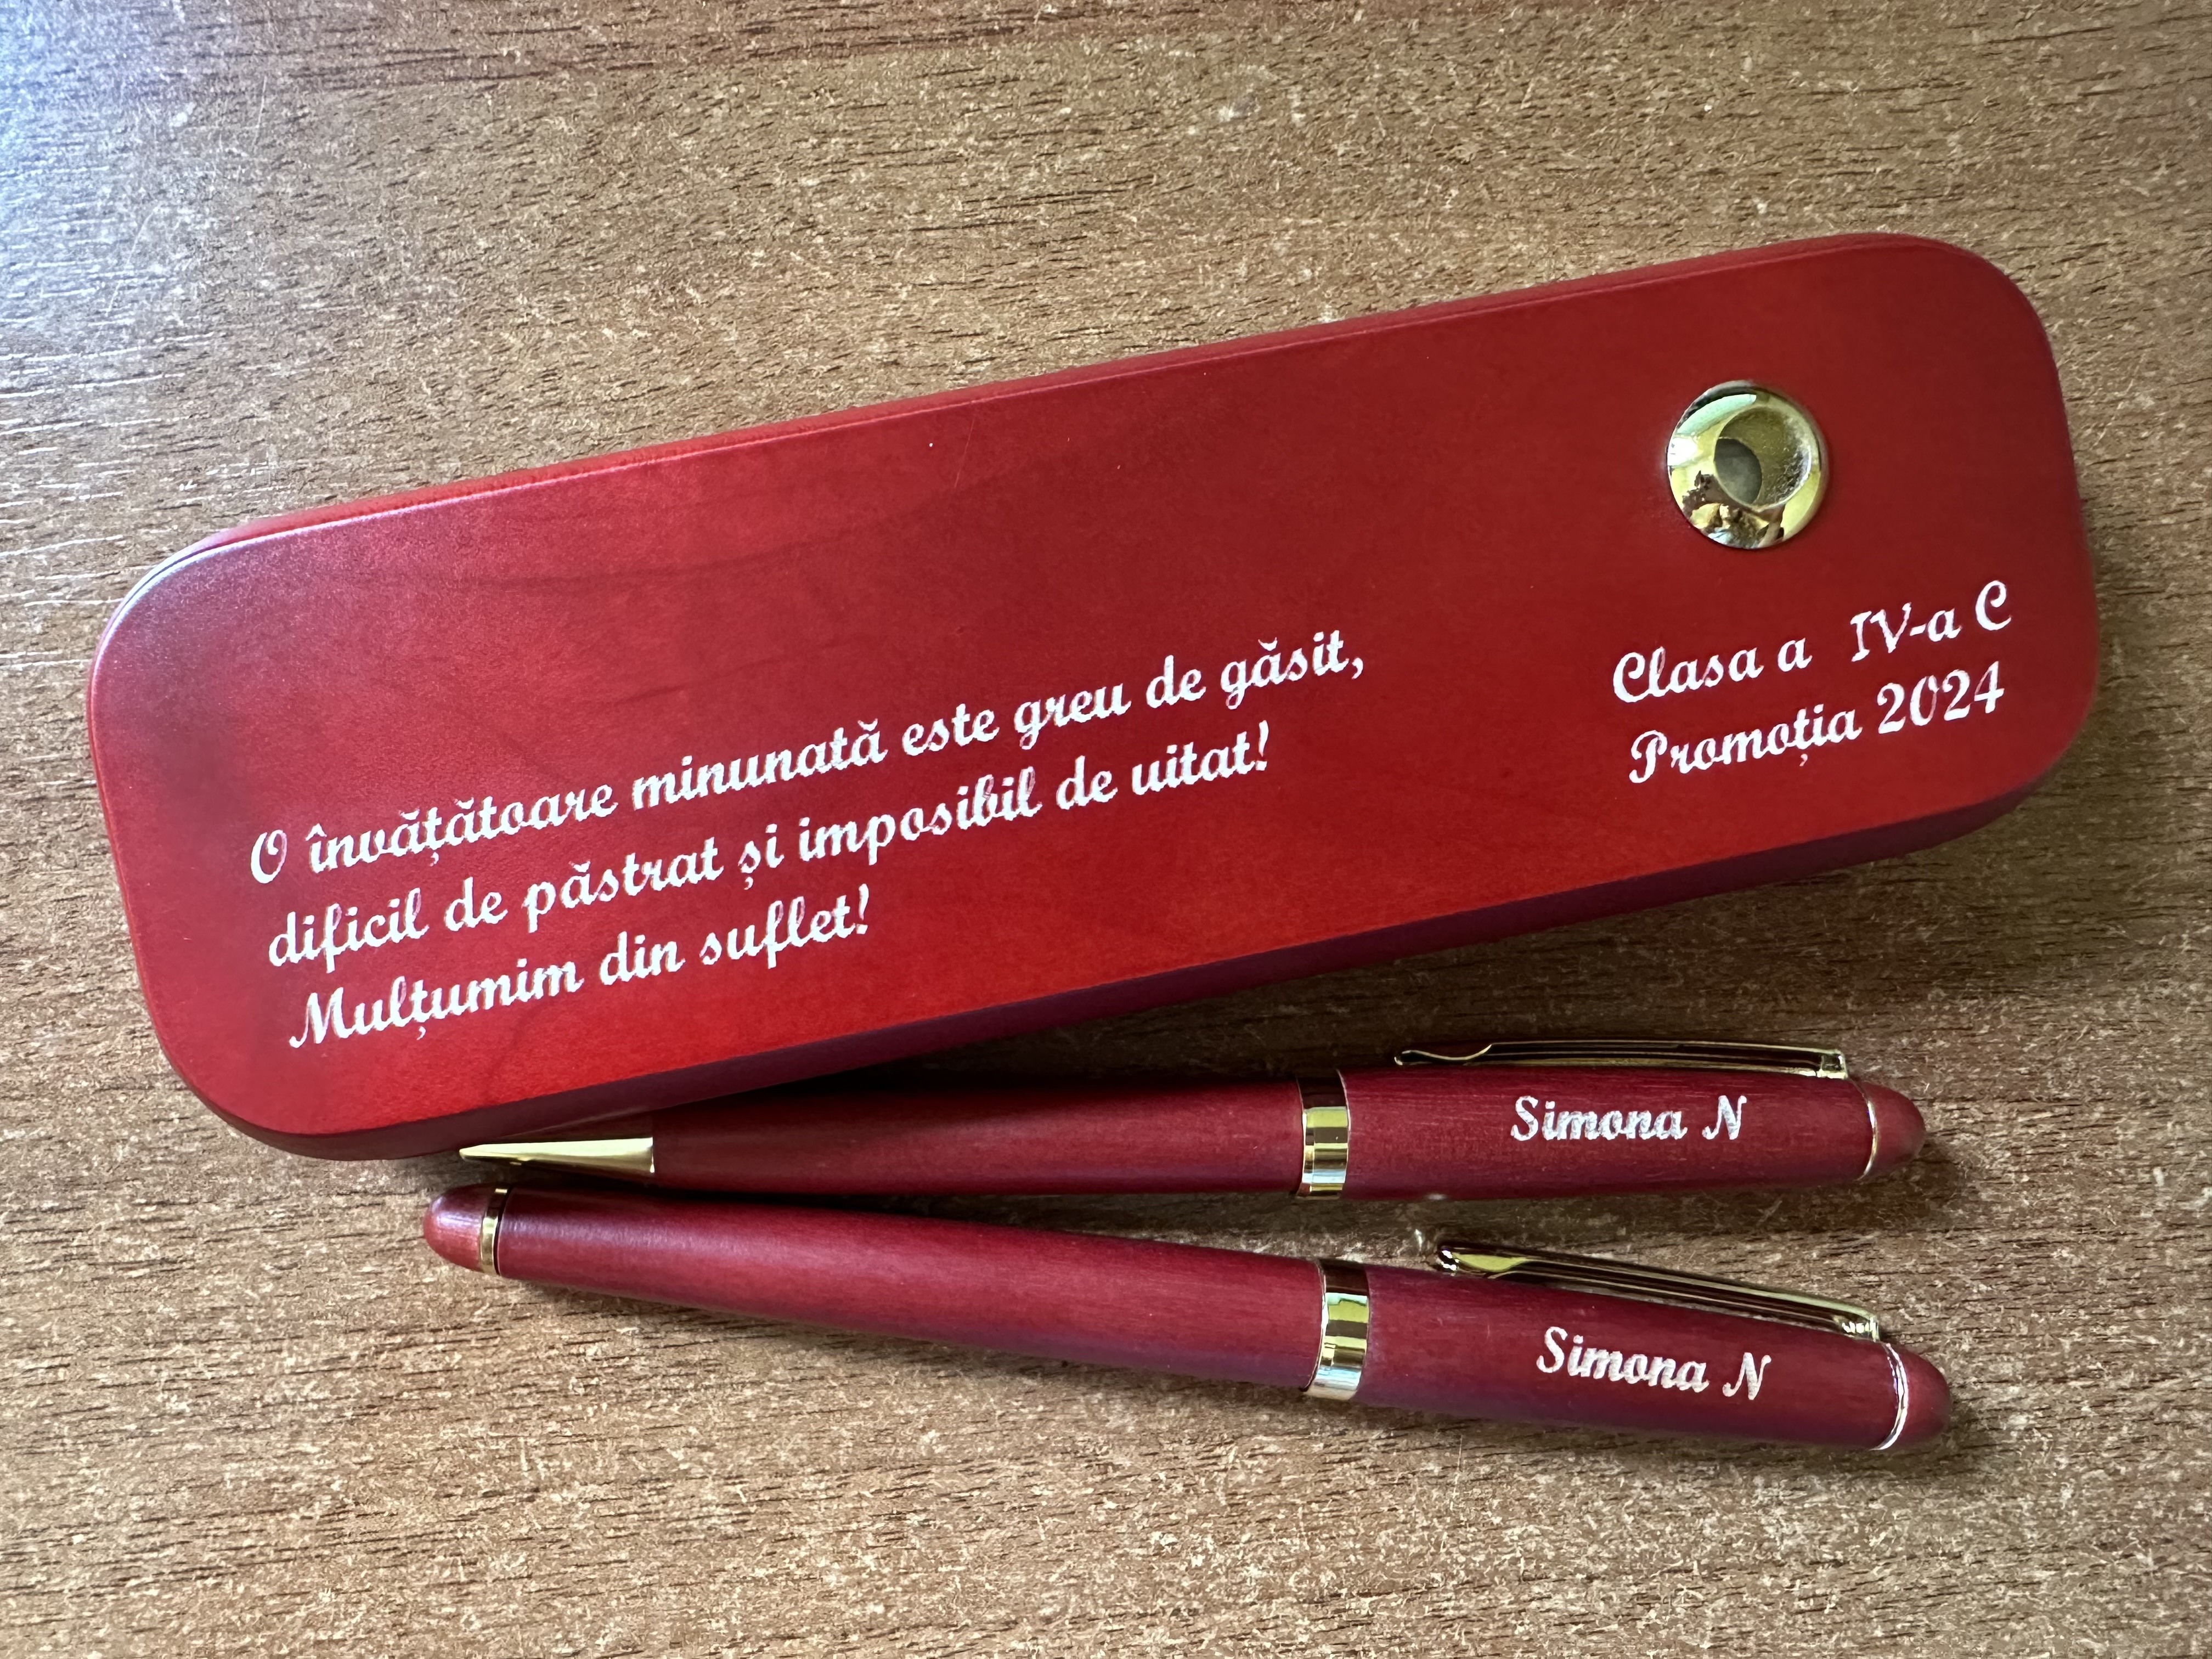 O învățătoare minunată este greu de găsit,
dificil de păstrat și imposibil de uitat!
Mulțumim din suflet!
Clasa a IV-a C
Promoția 2024
Simona N
Simona N